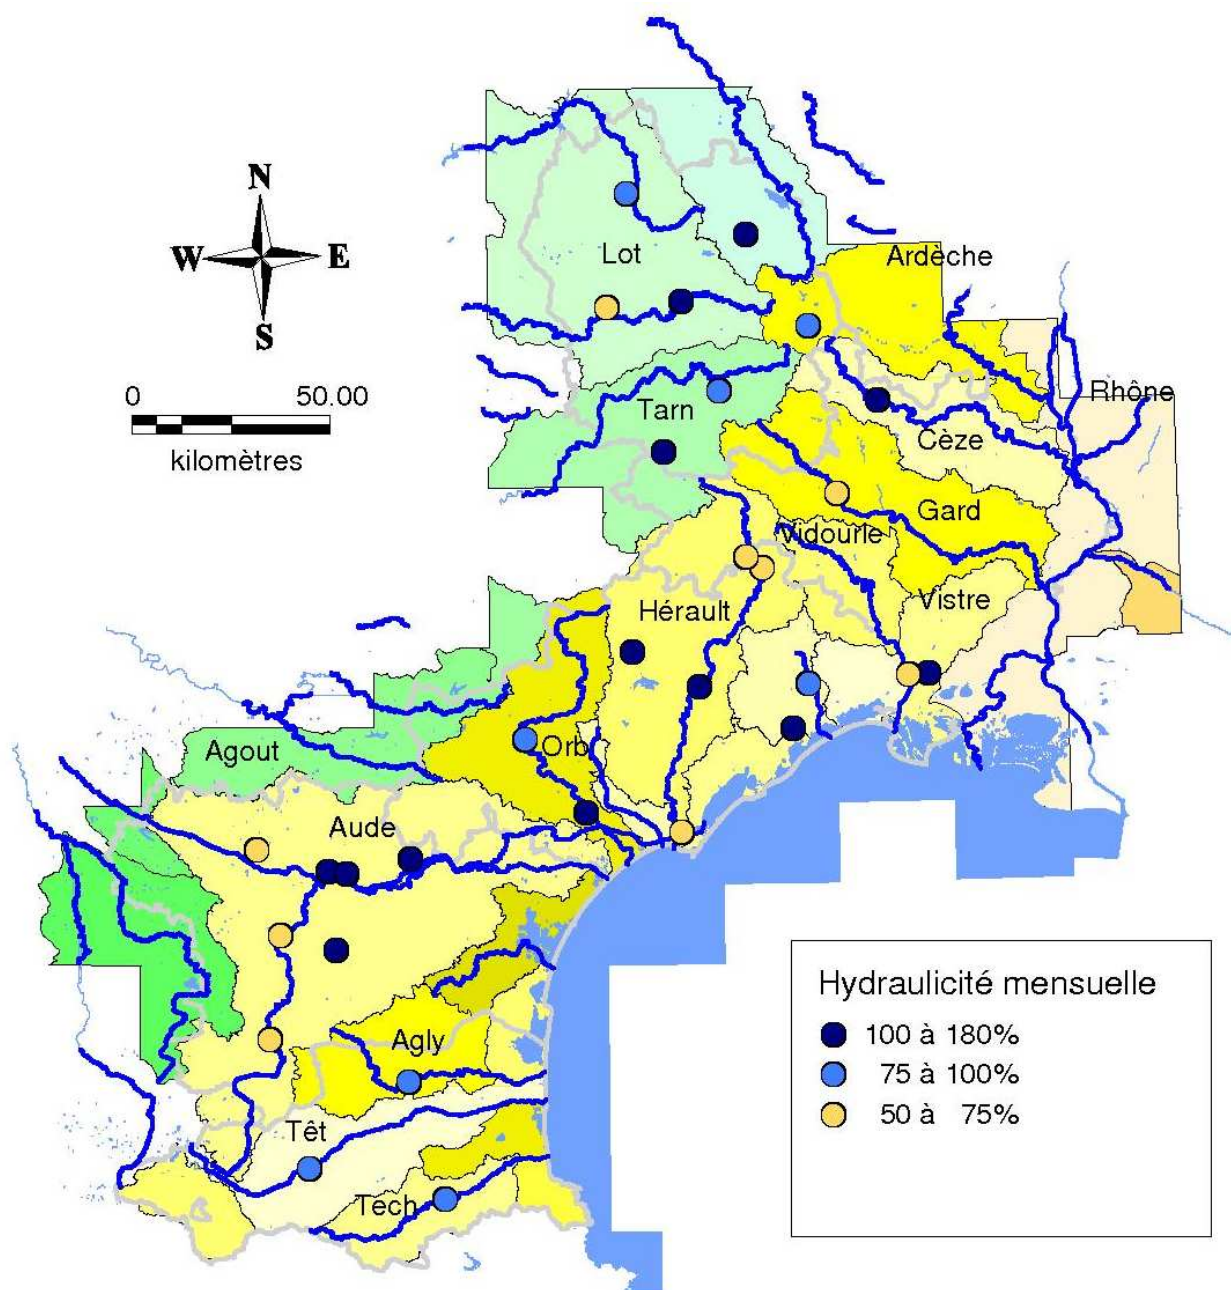 N
W E
S
0 50.00
kilomètres
Lot
Ardèche
Rhône
Tarn
Cèze
Gard
Vidourle
Vistre
Hérault
Agout
Orb
Aude
Agly
Têt
Tech
Hydraulicité mensuelle
100 à 180%
75 à 100%
50 à 75%